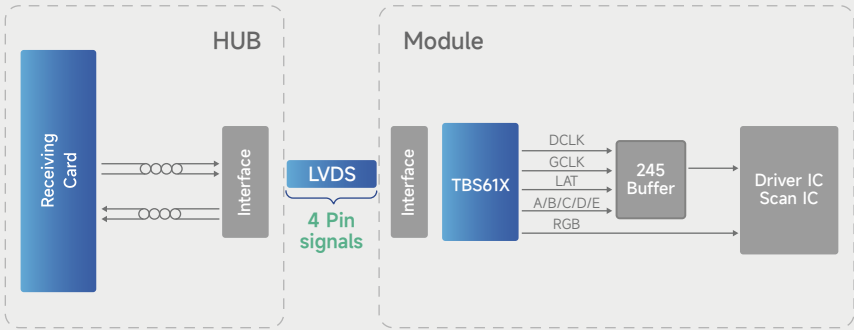 HUB
Module
Receiving
Card
Interface
LVDS
4 Pin
signals
Interface
TBS61X
DCLK
GCLK
LAT
A/B/C/D/E
RGB
245
Buffer
Driver IC
Scan IC